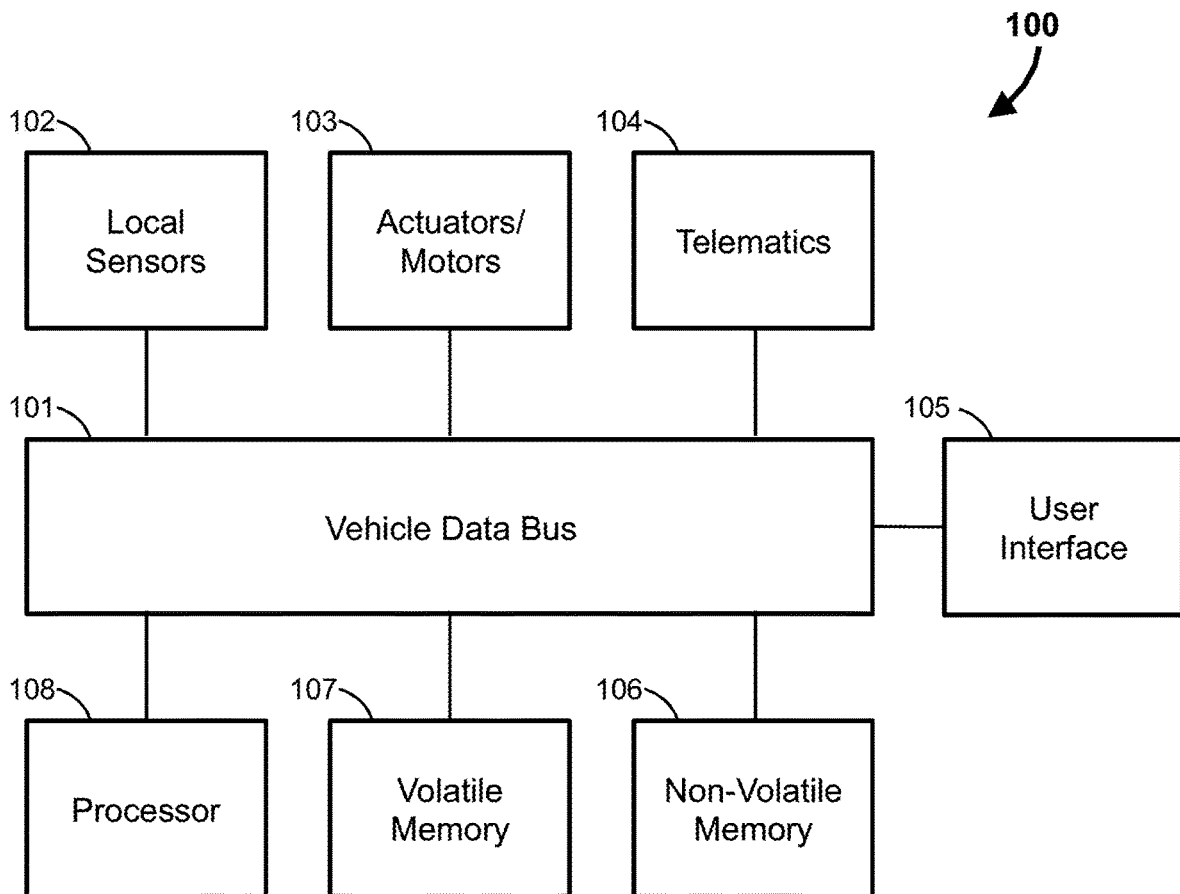 100
102
103
104
Local
Sensors
Actuators/
Motors
Telematics
101
105
Vehicle Data Bus
User
Interface
108
107
106
Processor
Volatile
Memory
Non-Volatile
Memory